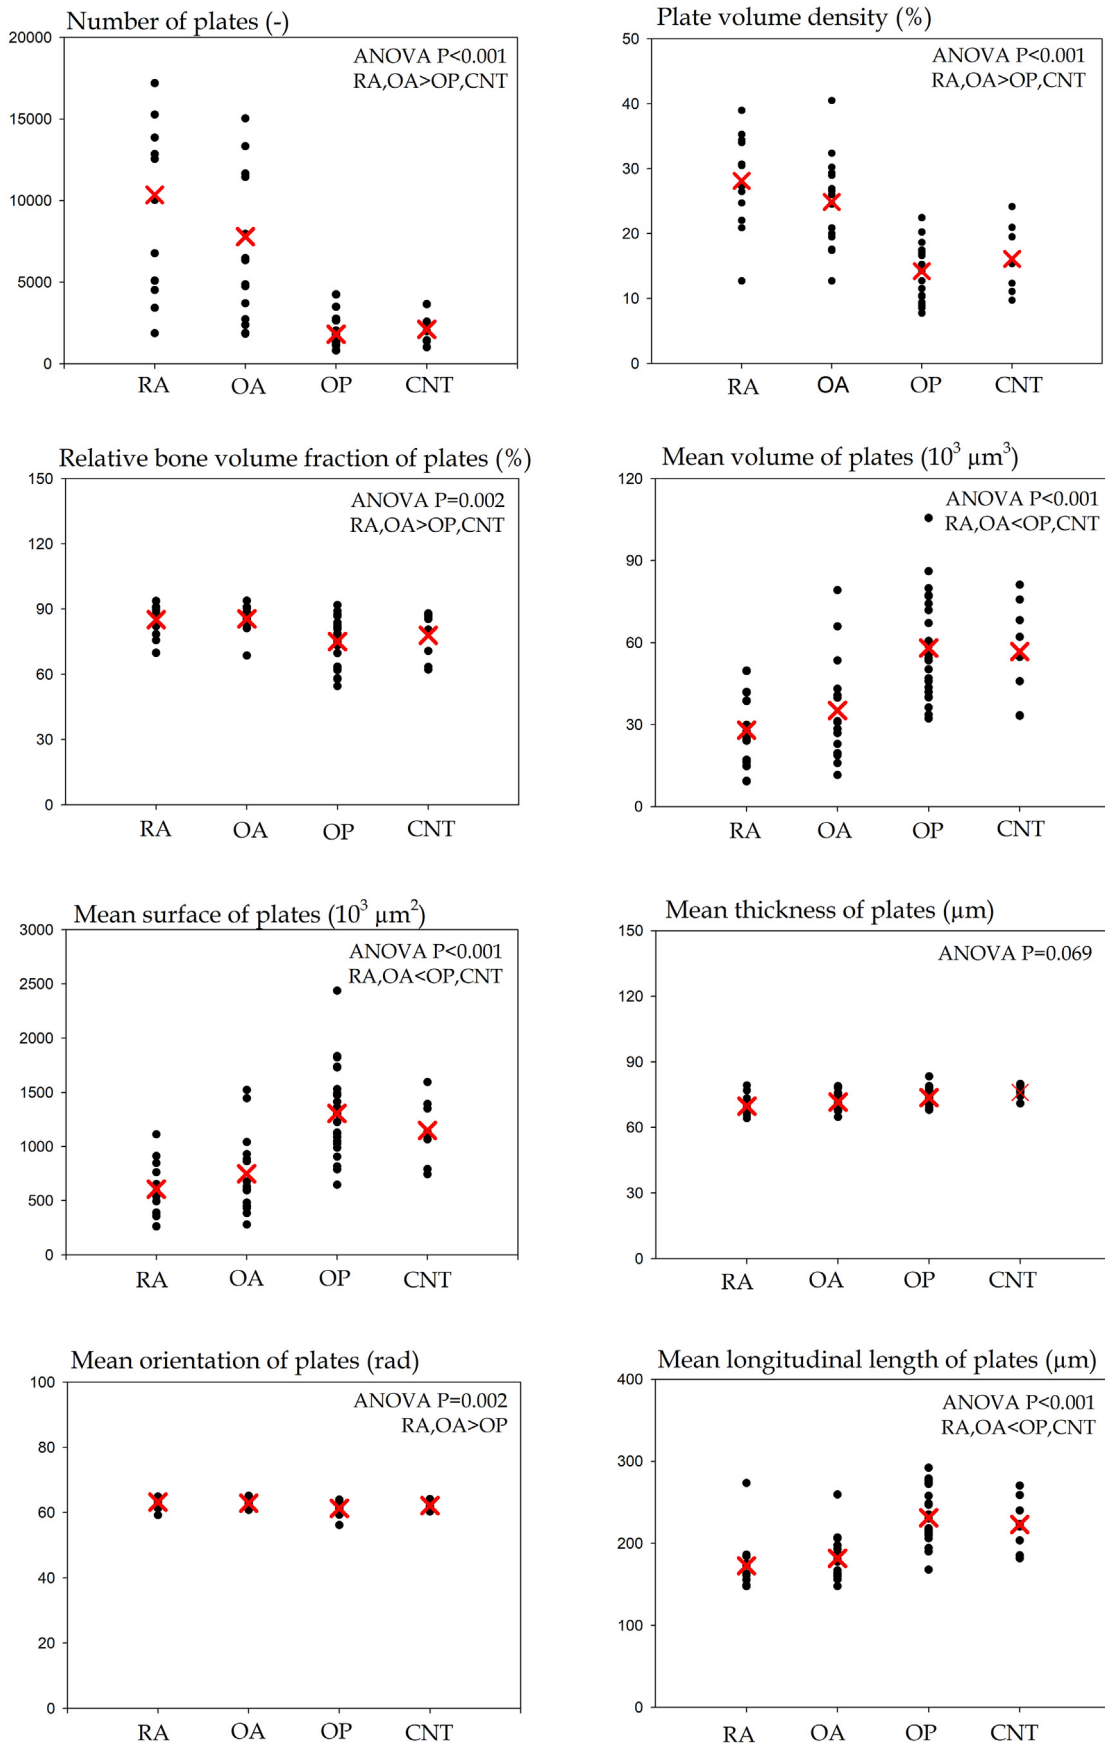 Number of plates (-)
20000
15000
10000
5000
0
ANOVA P<0.001
RA,OA>OP,CNT
RA OA OP CNT
Plate volume density (%)
50
40
30
20
10
0
ANOVA P<0.001
RA,OA>OP,CNT
RA OA OP CNT
Relative bone volume fraction of plates (%)
150
120
90
60
30
0
ANOVA P=0.002
RA,OA>OP,CNT
RA OA OP CNT
Mean volume of plates (10³ µm³)
120
90
60
30
0
ANOVA P<0.001
RA,OA<OP,CNT
RA OA OP CNT
Mean surface of plates (10³ µm²)
3000
2500
2000
1500
1000
500
0
ANOVA P<0.001
RA,OA<OP,CNT
RA OA OP CNT
Mean thickness of plates (µm)
150
120
90
60
30
0
ANOVA P=0.069
RA OA OP CNT
Mean orientation of plates (rad)
100
80
60
40
20
0
ANOVA P=0.002
RA,OA>OP
RA OA OP CNT
Mean longitudinal length of plates (µm)
400
300
200
100
0
ANOVA P<0.001
RA,OA<OP,CNT
RA OA OP CNT